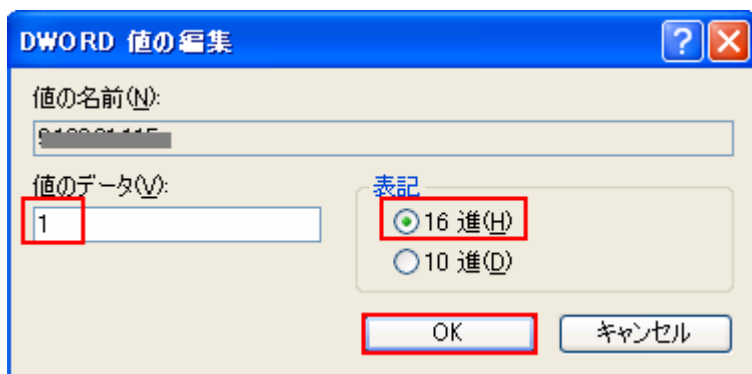 DWORD 値の編集
値の名前(N):
値のデータ(V):
1
表記
16 進(H)
10 進(D)
OK
キャンセル